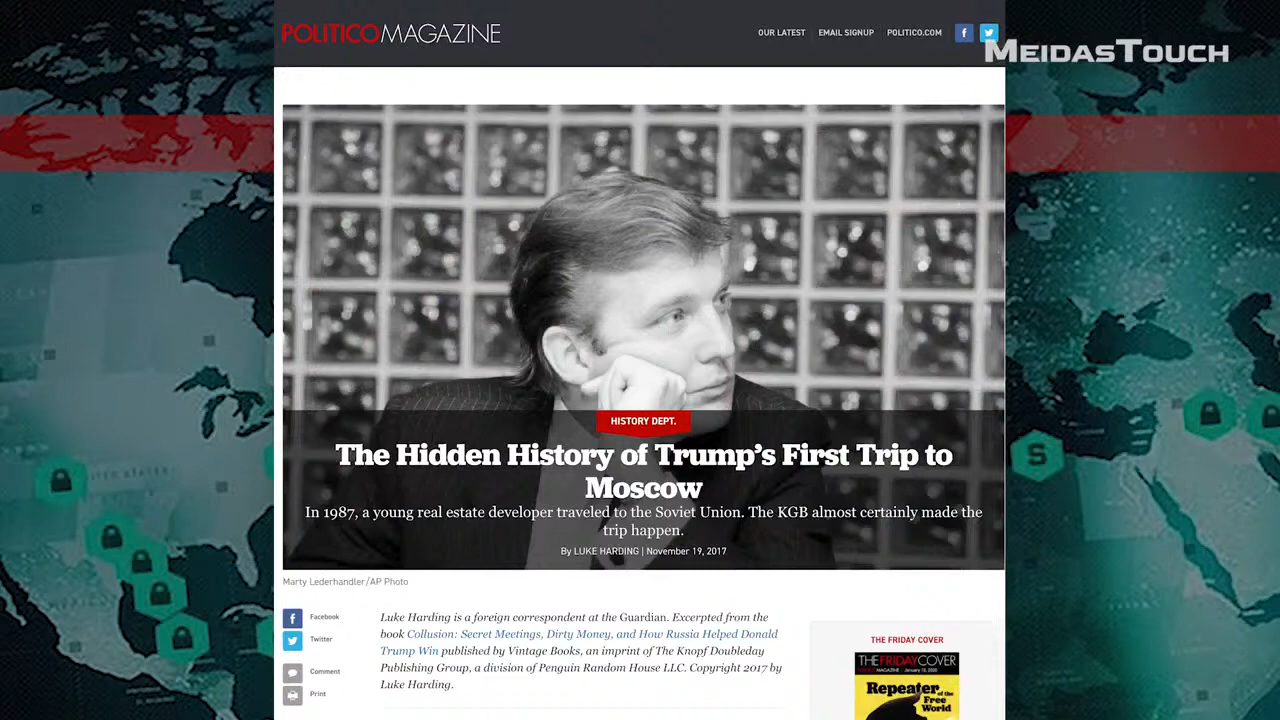 POLITICOMAGAZINE
OUR LATEST EMAIL SIGNUP POLITICO.COM
MEIDASTOUCH
HISTORY DEPT.
The Hidden History of Trump's First Trip to
Moscow
In 1987, a young real estate developer traveled to the Soviet Union. The KGB almost certainly made the
trip happen.
By LUKE HARDING | November 19, 2017
Marty Lederhandler/AP Photo
Facebook
Twitter
Comment
Print
Luke Harding is a foreign correspondent at the Guardian. Excerpted from the
book Collusion: Secret Meetings, Dirty Money, and How Russia Helped Donald
Trump Win published by Vintage Books, an imprint of The Knopf Doubleday
Publishing Group, a division of Penguin Random House LLC. Copyright 2017 by
Luke Harding.
THE FRIDAY COVER
THE FRIDAY COVER
Repeater of the
Free
World